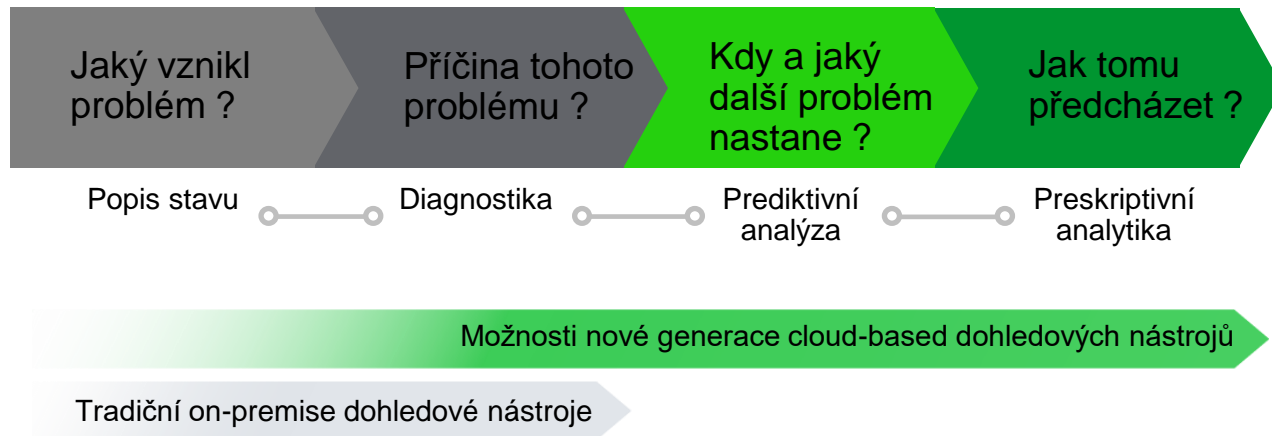 Jaký vznikl
problém ?
Příčina tohoto
problému ?
Kdy a jaký
další problém
nastane ?
Jak tomu
předcházet ?
Popis stavu
Diagnostika
Prediktivní
analýza
Preskriptivní
analytika
Možnosti nové generace cloud-based dohledových nástrojů
Tradiční on-premise dohledové nástroje